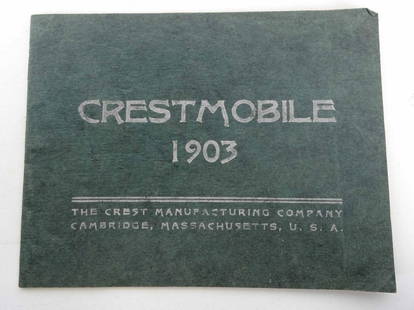 CRESTMOBILE
1903
THE CREST MANUFACTURING COMPANY
CAMBRIDGE, MASSACHUSETTS, U. S. A.